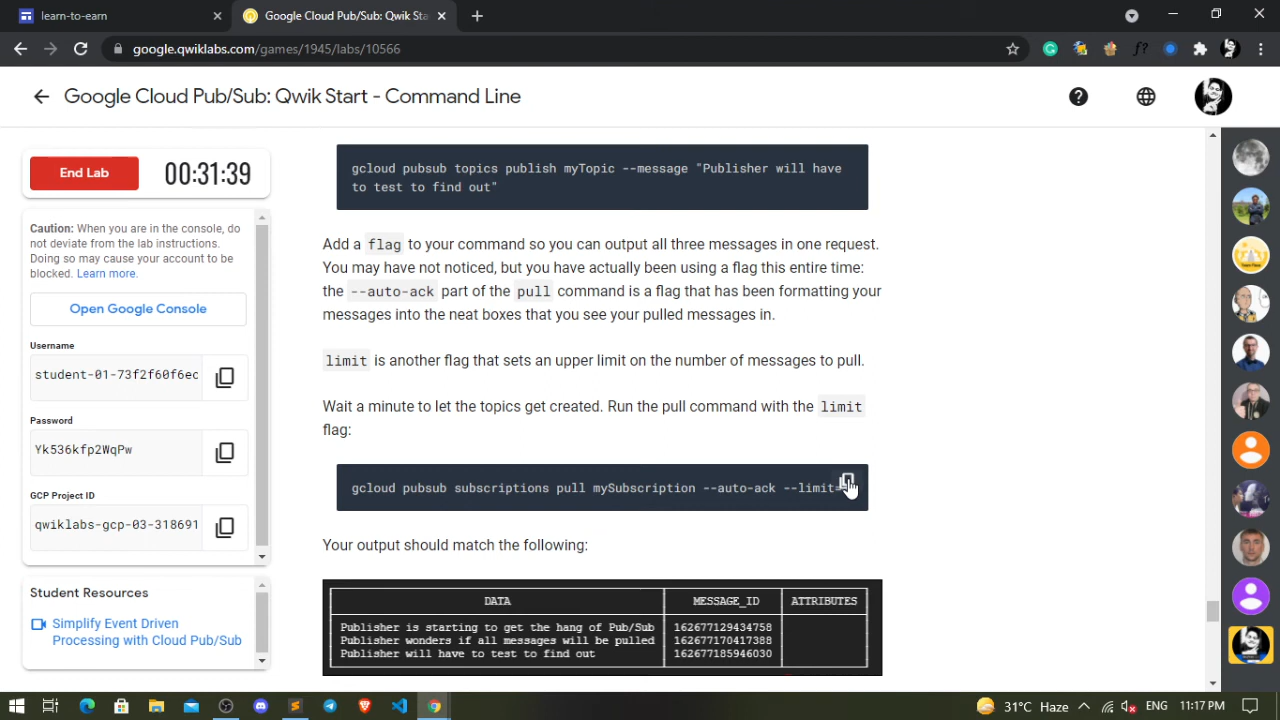 learn-to-earn
Google Cloud Pub/Sub: Qwik Sta
google.qwiklabs.com/games/1945/labs/10566
Google Cloud Pub/Sub: Qwik Start - Command Line
End Lab
00:31:39
Caution: When you are in the console, do
not deviate from the lab instructions.
Doing so may cause your account to be
blocked. Learn more.
Open Google Console
Username
student-01-73f2f60f6ec
Password
Yk536kfp2WqPw
GCP Project ID
qwiklabs-gcp-03-318691
Student Resources
Simplify Event Driven
Processing with Cloud Pub/Sub
gcloud pubsub topics publish myTopic --message "Publisher will have
to test to find out"
Add a flag to your command so you can output all three messages in one request.
You may have not noticed, but you have actually been using a flag this entire time:
the --auto-ack part of the pull command is a flag that has been formatting your
messages into the neat boxes that you see your pulled messages in.
limit is another flag that sets an upper limit on the number of messages to pull.
Wait a minute to let the topics get created. Run the pull command with the limit
flag:
gcloud pubsub subscriptions pull mySubscription --auto-ack --limit=
Your output should match the following:
DATA MESSAGE_ID ATTRIBUTES
Publisher is starting to get the hang of Pub/Sub 162677129434758
Publisher wonders if all messages will be pulled 162677170417388
Publisher will have to test to find out 162677185946030
31°C Haze ENG 11:17 PM